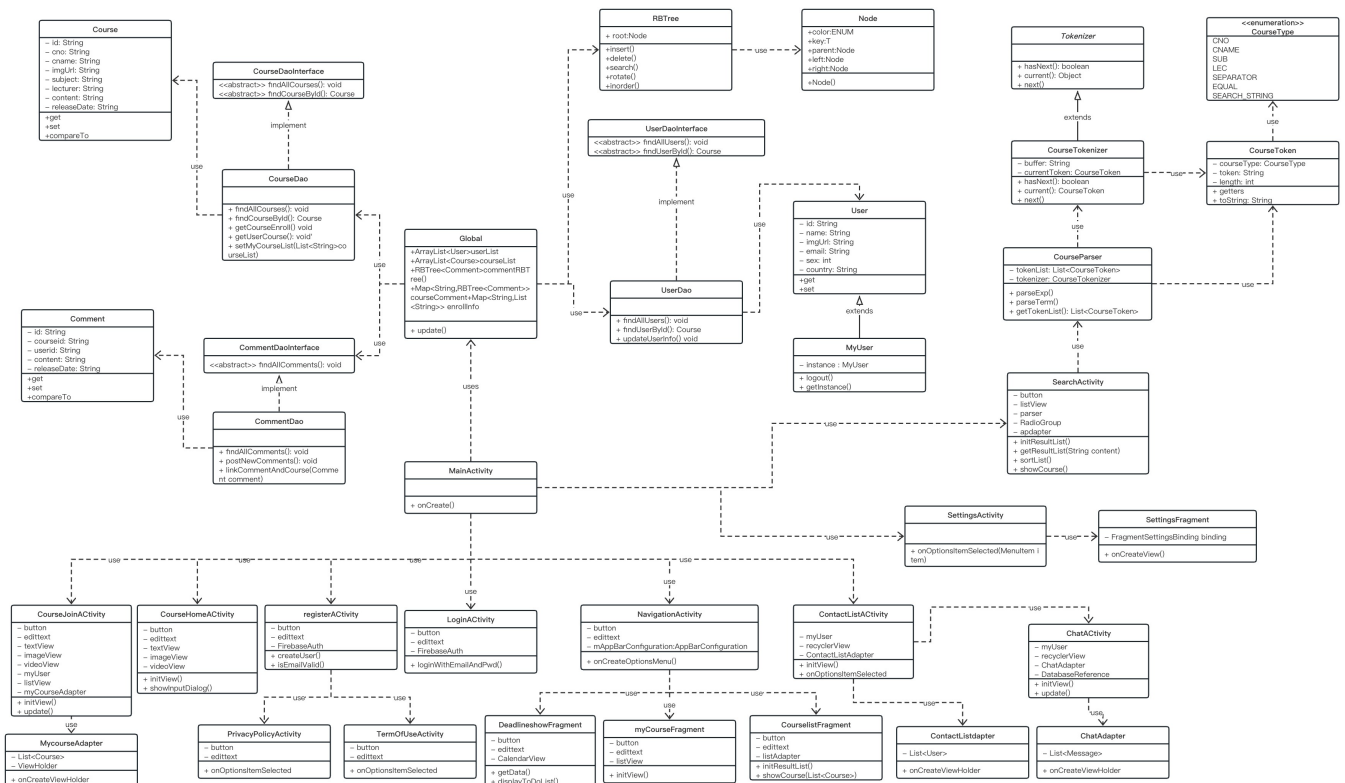 Course
– id: String
– cno: String
– cname: String
– imgUrl: String
– subject: String
– lecturer: String
– content: String
– releaseDate: String
+get
+set
+compareTo
use
CourseDaoInterface
<<abstract>> findAllCourses: void
<<abstract>> findCourseById: Course
implement
CourseDao
+ findAllCourses(): void
+ findCourseById(): Course
+ getCourseEnroll() void
+ getUserCourse(): void'
+ setMyCourseList(List<String>co
urseList)
use
RBTree
+ root:Node
+insert()
+delete()
+search()
+rotate()
+inorder()
use
Node
+color:ENUM
+key:T
+parent:Node
+left:Node
+right:Node
+Node()
Tokenizer
+ hasNext(): boolean
+ current(): Object
+ next()
extends
<<enumeration>>
CourseType
CNO
CNAME
SUB
LEC
SEPARATOR
EQUAL
SEARCH_STRING
use
CourseTokenizer
– buffer: String
– currentToken: CourseToken
+ hasNext(): boolean
+ current(): CourseToken
+ next()
use
CourseToken
– courseType: CourseType
– token: String
– length: int
+ getters
+ toString: String
use
UserDaoInterface
<<abstract>> findAllUsers(): void
<<abstract>> findUserById(): Course
implement
use
use
User
– id: String
– name: String
– imgUrl: String
– email: String
– sex: int
– country: String
+get
+set
extends
Global
+ArrayList<User>userList
+ArrayList<Course>courseList
+RBTree<Comment>commentRBT
ree()
+Map<String,RBTree<Comment>>
courseComment+Map<String,List
<String>> enrollInfo
+ update()
use
UserDao
+ findAllUsers(): void
+ findUserById(): Course
+ updateUserInfo() void
CourseParser
– tokenList: List<CourseToken>
– tokenizer: CourseTokenizer
+ parseExp()
+ parseTerm()
+ getTokenList(): List<CourseToken>
use
use
Comment
– id: String
– courseid: String
– userid: String
– content: String
– releaseDate: String
+get
+set
+compareTo
use
CommentDaoInterface
<<abstract>> findAllComments(): void
use
implement
CommentDao
+ findAllComments(): void
+ postNewComments(): void
+ linkCommentAndCourse(Comme
nt comment)
uses
MyUser
– instance : MyUser
+ logout()
+ getInstance()
SearchActivity
– button
– listView
– parser
– RadioGroup
– apdapter
+ initResultList()
+ getResultList(String content)
+ sortList()
+ showCourse()
use
MainActivity
+ onCreate()
use
SettingsActivity
+ onOptionsItemSelected(MenuItem i
tem)
use
SettingsFragment
– FragmentSettingsBinding binding
+ onCreateView()
use
use
use
use
use
use
CourseJoinACtivity
– button
– edittext
– textView
– imageView
– videoView
– myUser
– listView
– myCourseAdapter
+ initView()
+ update()
use
CourseHomeACtivity
– button
– edittext
– textView
– imageView
– videoView
+ initView()
+ showInputDialog()
registerACtivity
– button
– edittext
– FirebaseAuth
+ createUser()
+ isEmailValid()
use
use
LoginACtivity
– button
– edittext
– FirebaseAuth
+ loginWithEmailAndPwd()
NavigationActivity
– button
– edittext
– mAppBarConfiguration:AppBarConfiguration
+ onCreateOptionsMenu()
use
use
use
ContactListACtivity
– myUser
– recyclerView
– ContactListAdapter
+ initView()
+ onOptionsItemSelected
use
use
ChatACtivity
– myUser
– recyclerView
– ChatAdapter
– DatabaseReference
+ initView()
+ update()
use
MycourseAdapter
– List<Course>
– ViewHolder
+ onCreateViewHolder
PrivacyPolicyActivity
– button
– edittext
+ onOptionsItemSelected
TermOfUseActivity
– button
– edittext
+ onOptionsItemSelected
DeadlineshowFragment
– button
– edittext
– CalendarView
+ getData()
+ displayToDoList()
myCourseFragment
– button
– edittext
– listView
+ initView()
CourselistFragment
– button
– edittext
– listAdapter
+ initResultList()
+ showCourse(List<Course>)
ContactListdapter
– List<User>
+ onCreateViewHolder
ChatAdapter
– List<Message>
+ onCreateViewHolder